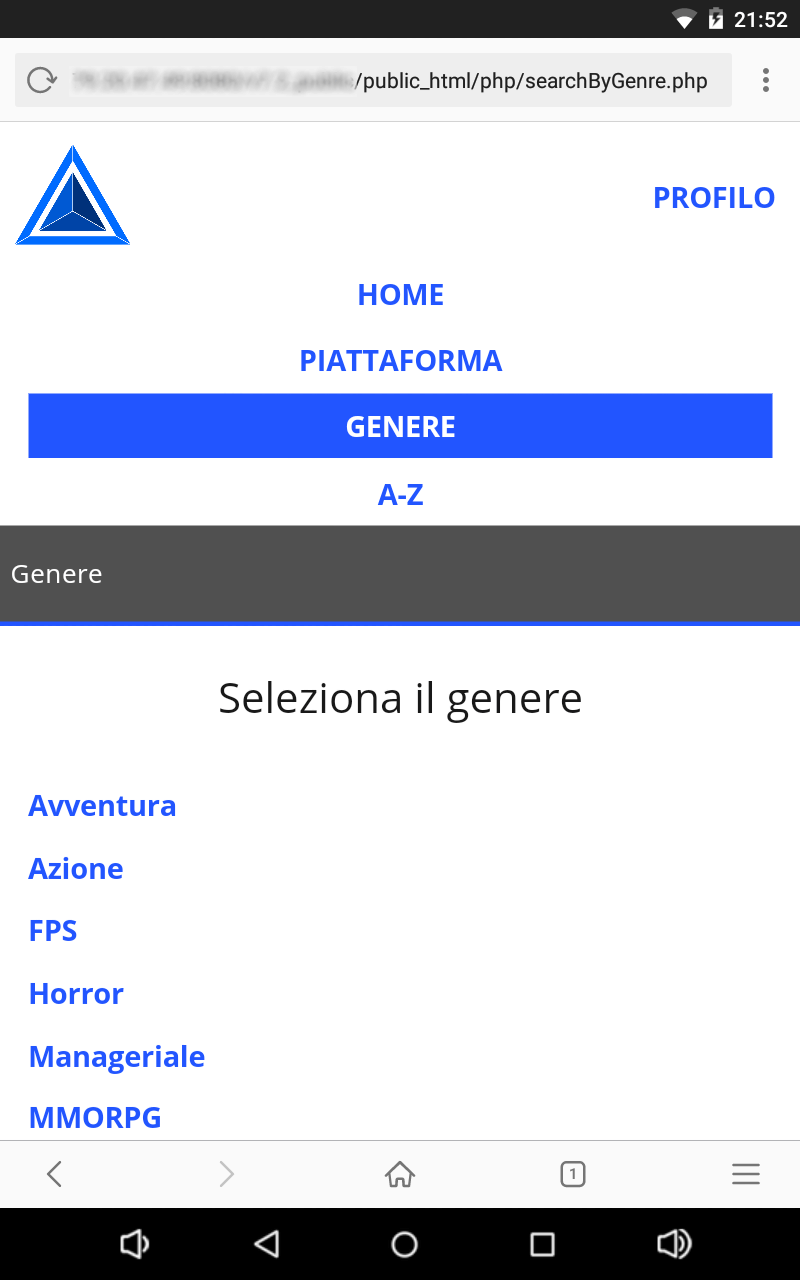 21:52
/public_html/php/searchByGenre.php
PROFILO
HOME
PIATTAFORMA
GENERE
A-Z
Genere
Seleziona il genere
Avventura
Azione
FPS
Horror
Manageriale
MMORPG
1